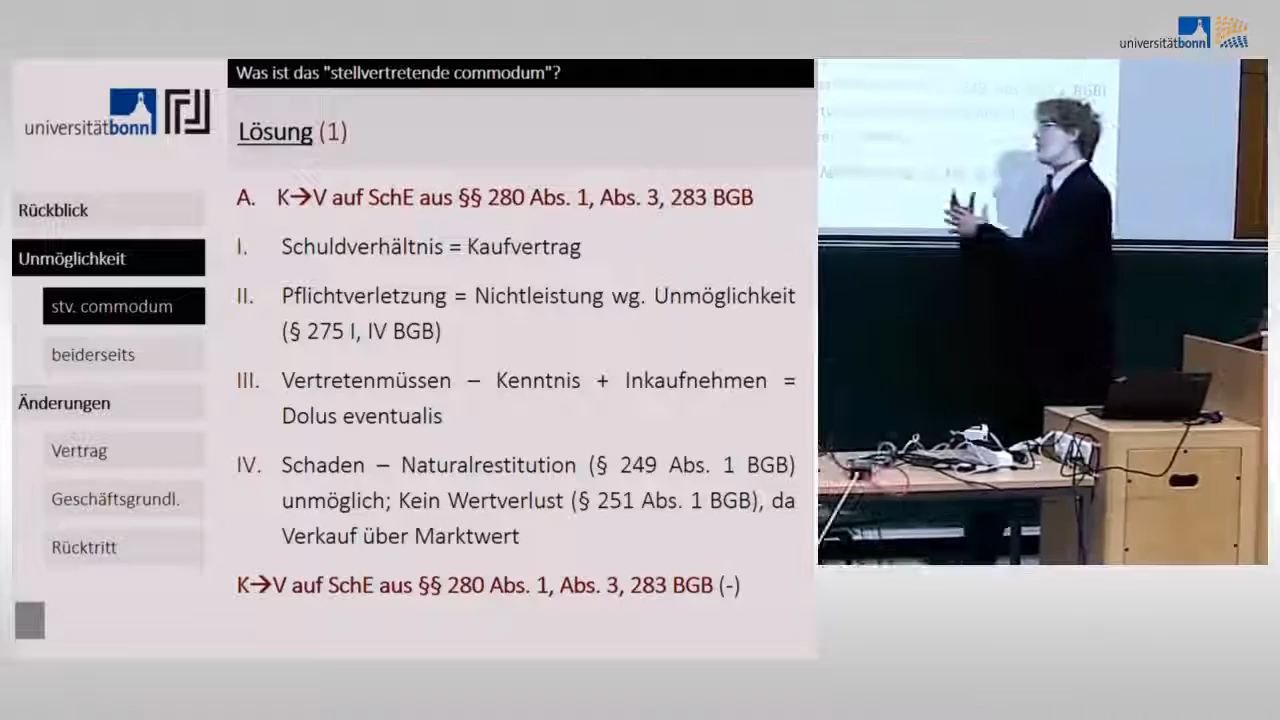 universitätbonn
Was ist das "stellvertretende commodum"?
universitätbonn
Lösung (1)
Rückblick
Unmöglichkeit
stv. commodum
beiderseits
Änderungen
Vertrag
Geschäftsgrundl.
Rücktritt
A. K→V auf SchE aus §§ 280 Abs. 1, Abs. 3, 283 BGB
I. Schuldverhältnis = Kaufvertrag
II. Pflichtverletzung = Nichtleistung wg. Unmöglichkeit
(§ 275 I, IV BGB)
III. Vertretenmüssen – Kenntnis + Inkaufnehmen =
Dolus eventualis
IV. Schaden – Naturalrestitution (§ 249 Abs. 1 BGB)
unmöglich; Kein Wertverlust (§ 251 Abs. 1 BGB), da
Verkauf über Marktwert
K→V auf SchE aus §§ 280 Abs. 1, Abs. 3, 283 BGB (-)